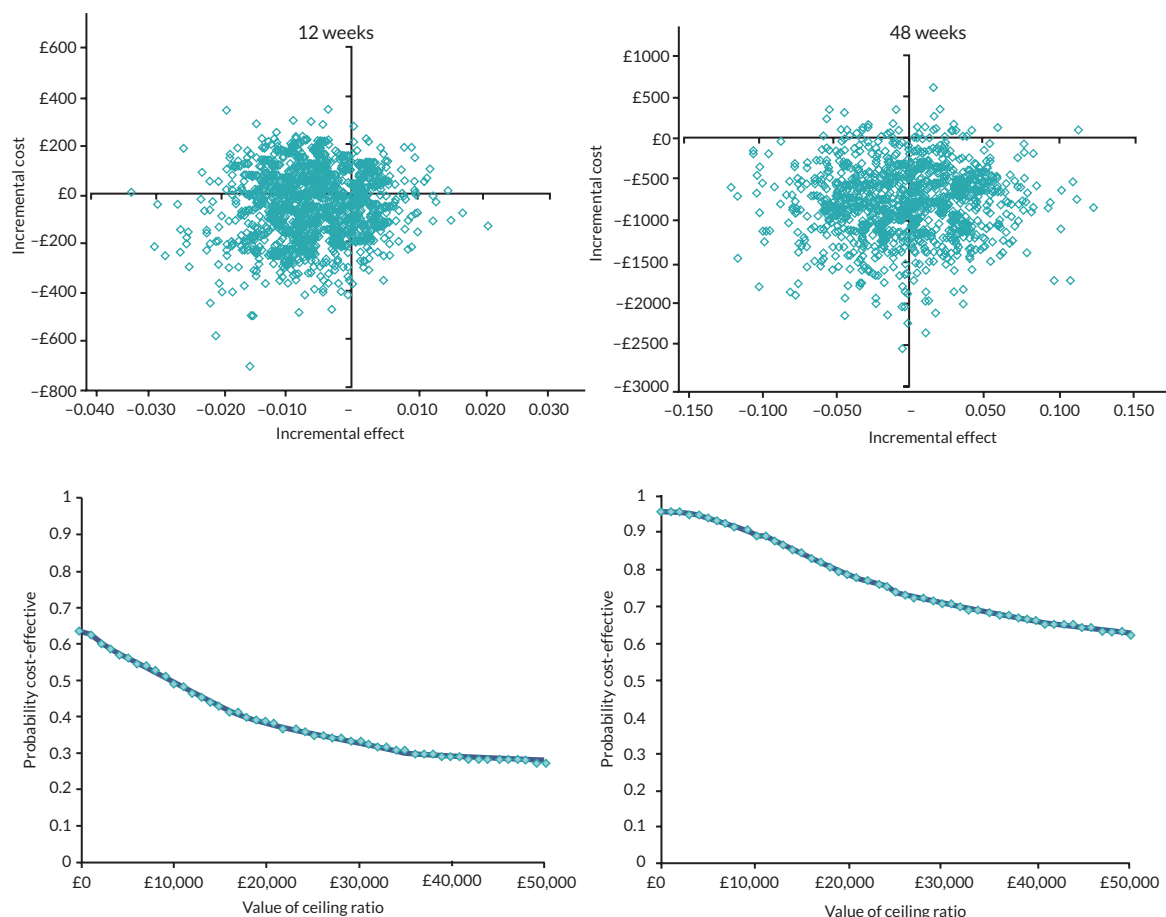 12 weeks
£600
£400
£200
£0
–£200
–£400
–£600
–£800
Incremental cost
–0.040 –0.030 –0.020 –0.010 – 0.010 0.020 0.030
Incremental effect
48 weeks
£1000
£500
£0
–£500
–£1000
–£1500
–£2000
–£2500
–£3000
Incremental cost
–0.150 –0.100 –0.050 – 0.050 0.100 0.150
Incremental effect
1
0.9
0.8
0.7
0.6
0.5
0.4
0.3
0.2
0.1
0
Probability cost-effective
£0 £10,000 £20,000 £30,000 £40,000 £50,000
Value of ceiling ratio
1
0.9
0.8
0.7
0.6
0.5
0.4
0.3
0.2
0.1
0
Probability cost-effective
£0 £10,000 £20,000 £30,000 £40,000 £50,000
Value of ceiling ratio